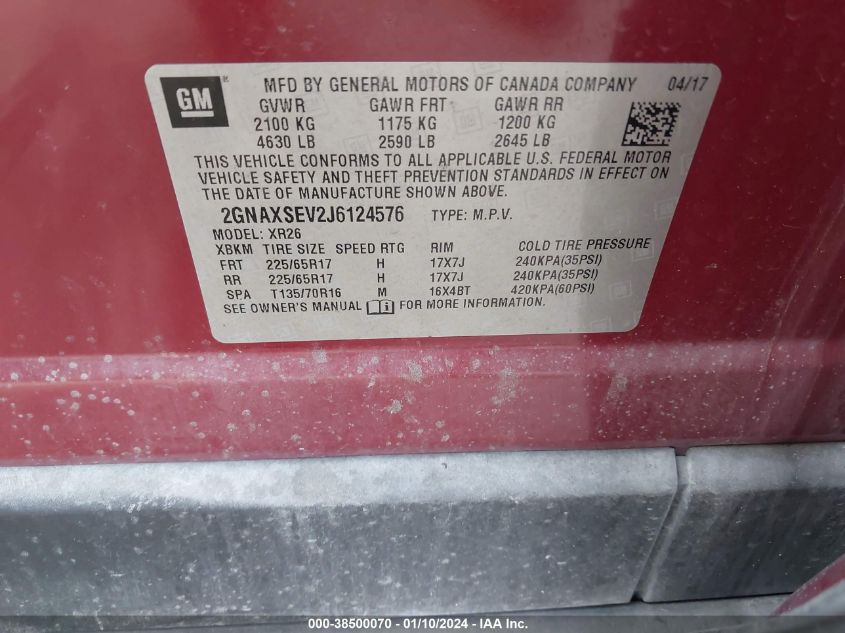 GM ® MFD BY GENERAL MOTORS OF CANADA COMPANY 04/17
GVWR GAWR FRT GAWR RR
2100 KG 1175 KG 1200 KG
4630 LB 2590 LB 2645 LB
THIS VEHICLE CONFORMS TO ALL APPLICABLE U.S. FEDERAL MOTOR
VEHICLE SAFETY AND THEFT PREVENTION STANDARDS IN EFFECT ON
THE DATE OF MANUFACTURE SHOWN ABOVE.
2GNAXSEV2J6124576 TYPE: M.P.V.
MODEL: XR26
XBKM TIRE SIZE SPEED RTG RIM COLD TIRE PRESSURE
FRT 225/65R17 H 17X7J 240KPA(35PSI)
RR 225/65R17 H 17X7J 240KPA(35PSI)
SPA T135/70R16 M 16X4BT 420KPA(60PSI)
SEE OWNER'S MANUAL FOR MORE INFORMATION.
000-38500070 - 01/10/2024 - IAA Inc.